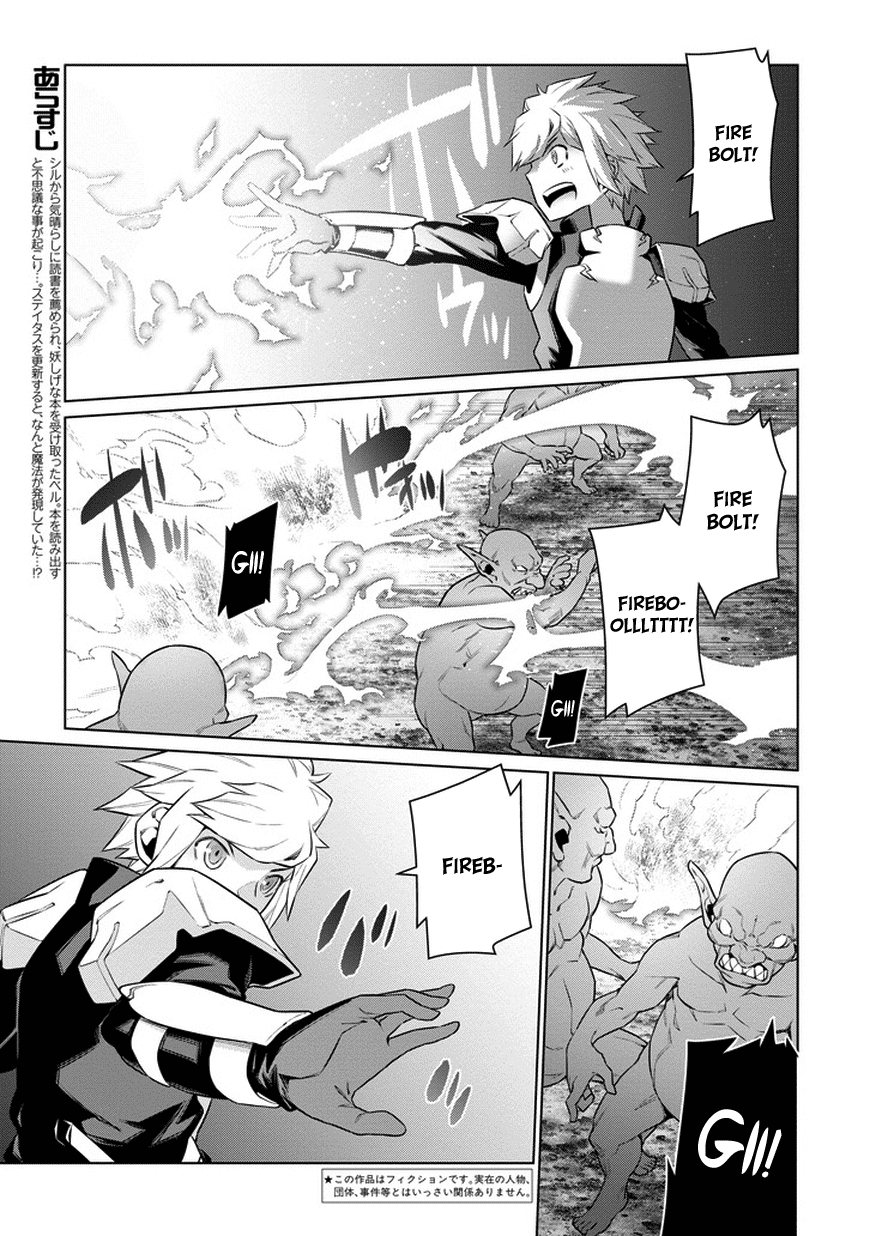 あらすじ
シルから気晴らしに読書を薦められ、妖しげな本を受け取ったベル。本を読み出す
と不思議な事が起こり…。ステイタスを更新すると、なんと魔法が発現していた…!?
FIRE
BOLT!
FIRE
BOLT!
FIREBO-
OLLLTTTT!
ボッ
ボッ
GII!
GII!
GII!
FIREB-
★この作品はフィクションです。実在の人物、
団体、事件等とはいっさい関係ありません。